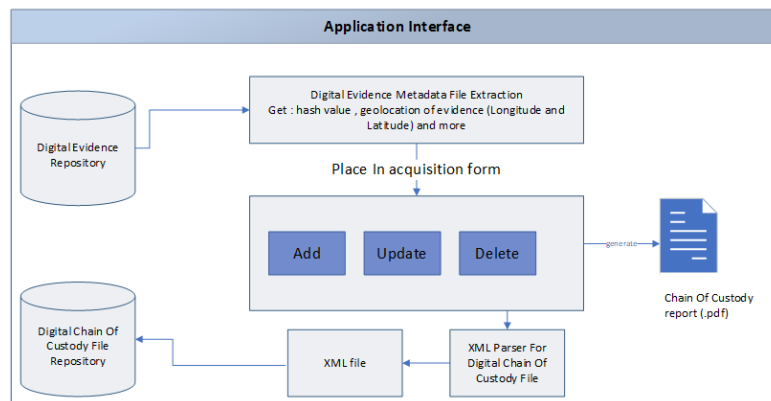 Application Interface
Digital Evidence Metadata File Extraction
Get : hash value , geolocation of evidence (Longitude and
Latitude) and more
Digital Evidence
Repository
Place In acquisition form
Add
Update
Delete
generate
Chain Of Custody
report (.pdf)
Digital Chain Of
Custody File
Repository
XML file
XML Parser For
Digital Chain Of
Custody File